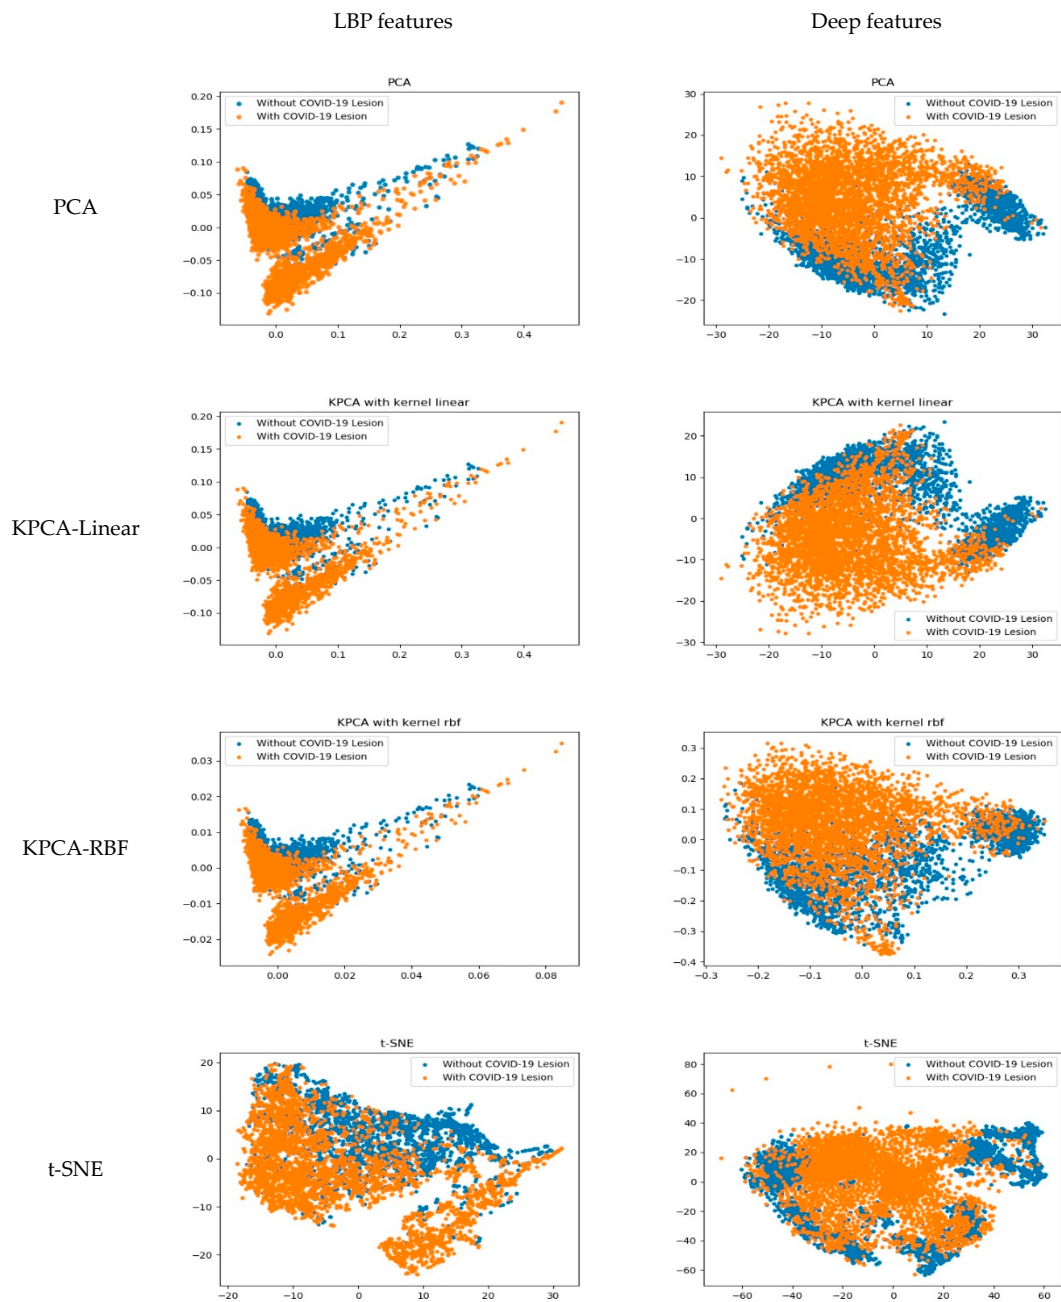 LBP features
Deep features
PCA
PCA
Without COVID-19 Lesion
With COVID-19 Lesion
0.20
0.15
0.10
0.05
0.00
−0.05
−0.10
0.0 0.1 0.2 0.3 0.4
PCA
Without COVID-19 Lesion
With COVID-19 Lesion
30
20
10
0
−10
−20
−30 −20 −10 0 10 20 30
KPCA-Linear
KPCA with kernel linear
Without COVID-19 Lesion
With COVID-19 Lesion
0.20
0.15
0.10
0.05
0.00
−0.05
−0.10
0.0 0.1 0.2 0.3 0.4
KPCA with kernel linear
20
10
0
−10
−20
−30
Without COVID-19 Lesion
With COVID-19 Lesion
−30 −20 −10 0 10 20 30
KPCA-RBF
KPCA with kernel rbf
Without COVID-19 Lesion
With COVID-19 Lesion
0.03
0.02
0.01
0.00
−0.01
−0.02
0.00 0.02 0.04 0.06 0.08
KPCA with kernel rbf
Without COVID-19 Lesion
With COVID-19 Lesion
0.3
0.2
0.1
0.0
−0.1
−0.2
−0.3
−0.4
−0.3 −0.2 −0.1 0.0 0.1 0.2 0.3
t-SNE
t-SNE
Without COVID-19 Lesion
With COVID-19 Lesion
20
10
0
−10
−20
−20 −10 0 10 20 30
t-SNE
Without COVID-19 Lesion
With COVID-19 Lesion
80
60
40
20
0
−20
−40
−60
−60 −40 −20 0 20 40 60